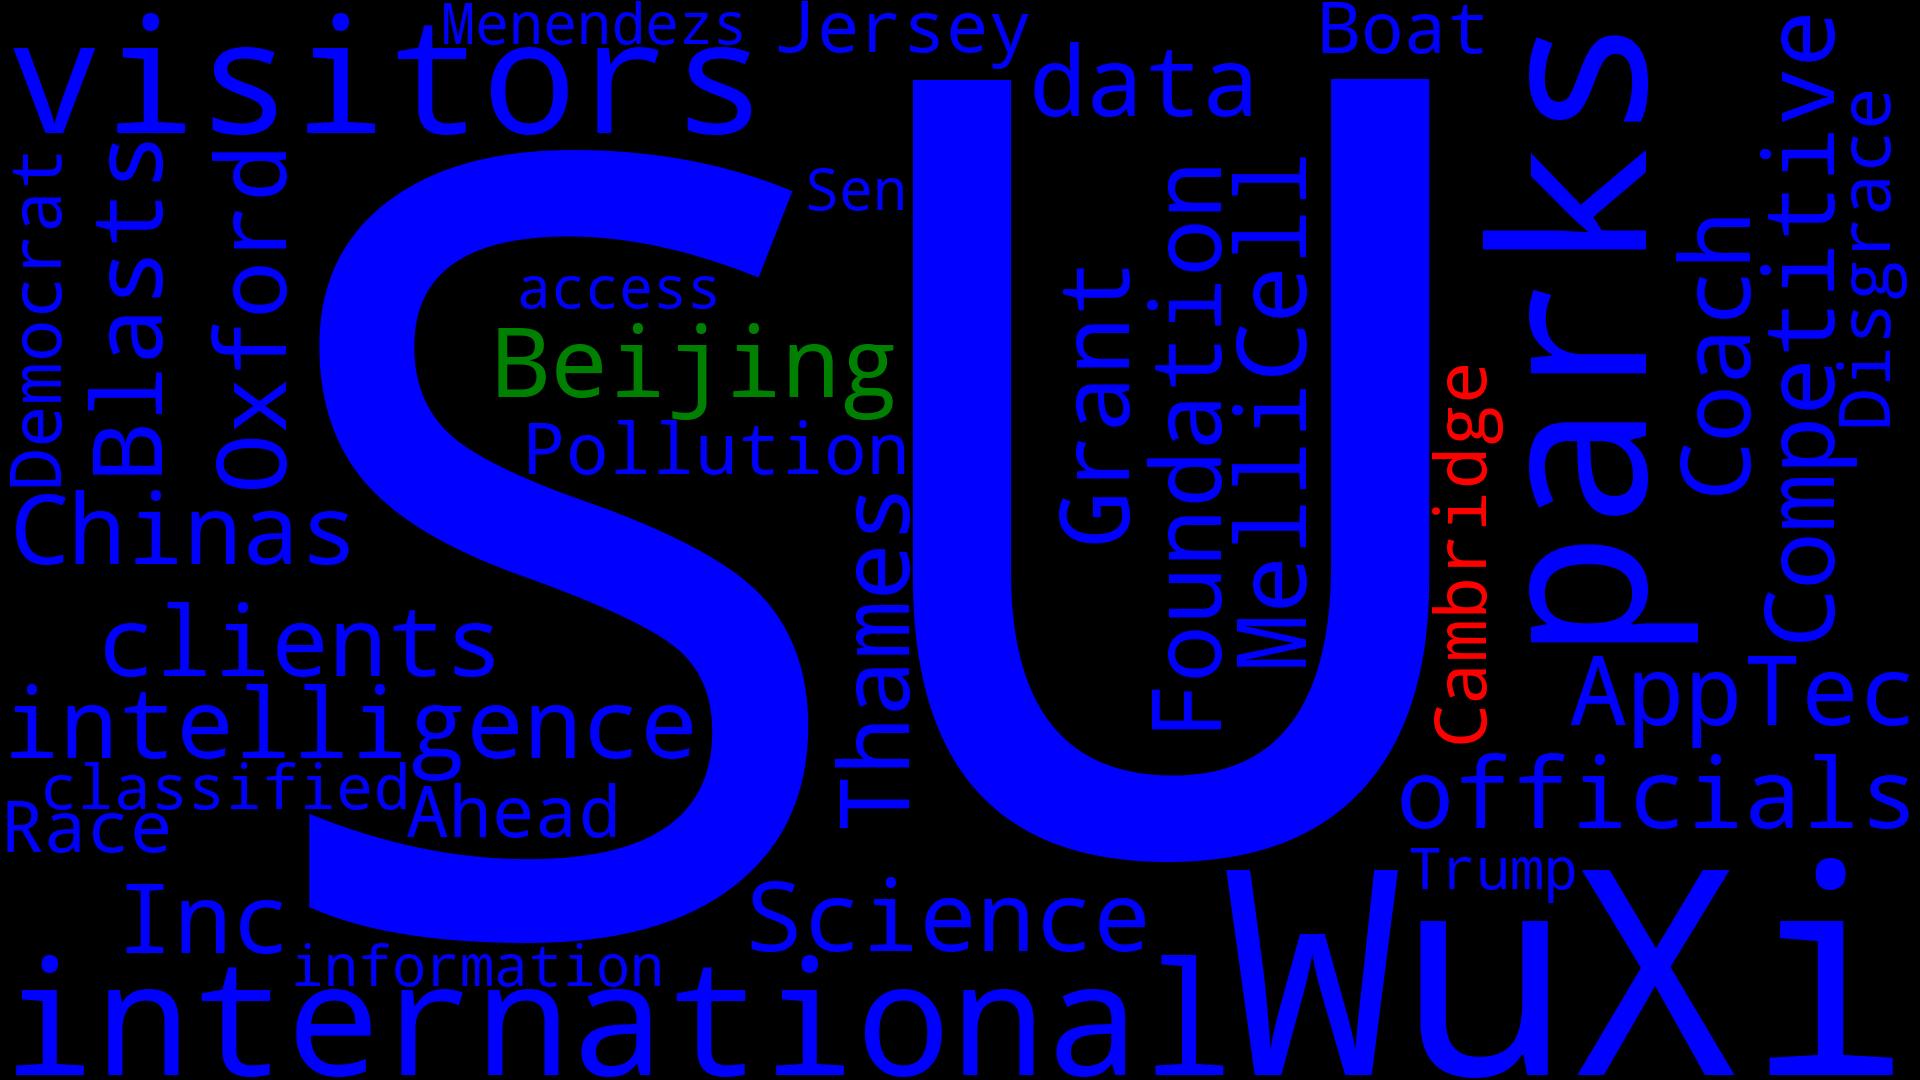 visitors
Menendezs
Jersey
Boat
data
parks
Competitive
Disgrace
Democrat
Blasts
Oxford
SU
Sen
access
Beijing
Pollution
Grant
Foundation
MelliCell
Cambridge
Coach
Chinas
Thames
clients
intelligence
classified
Race
Ahead
AppTec
officials
Trump
Inc
information
Science
international
WuXi